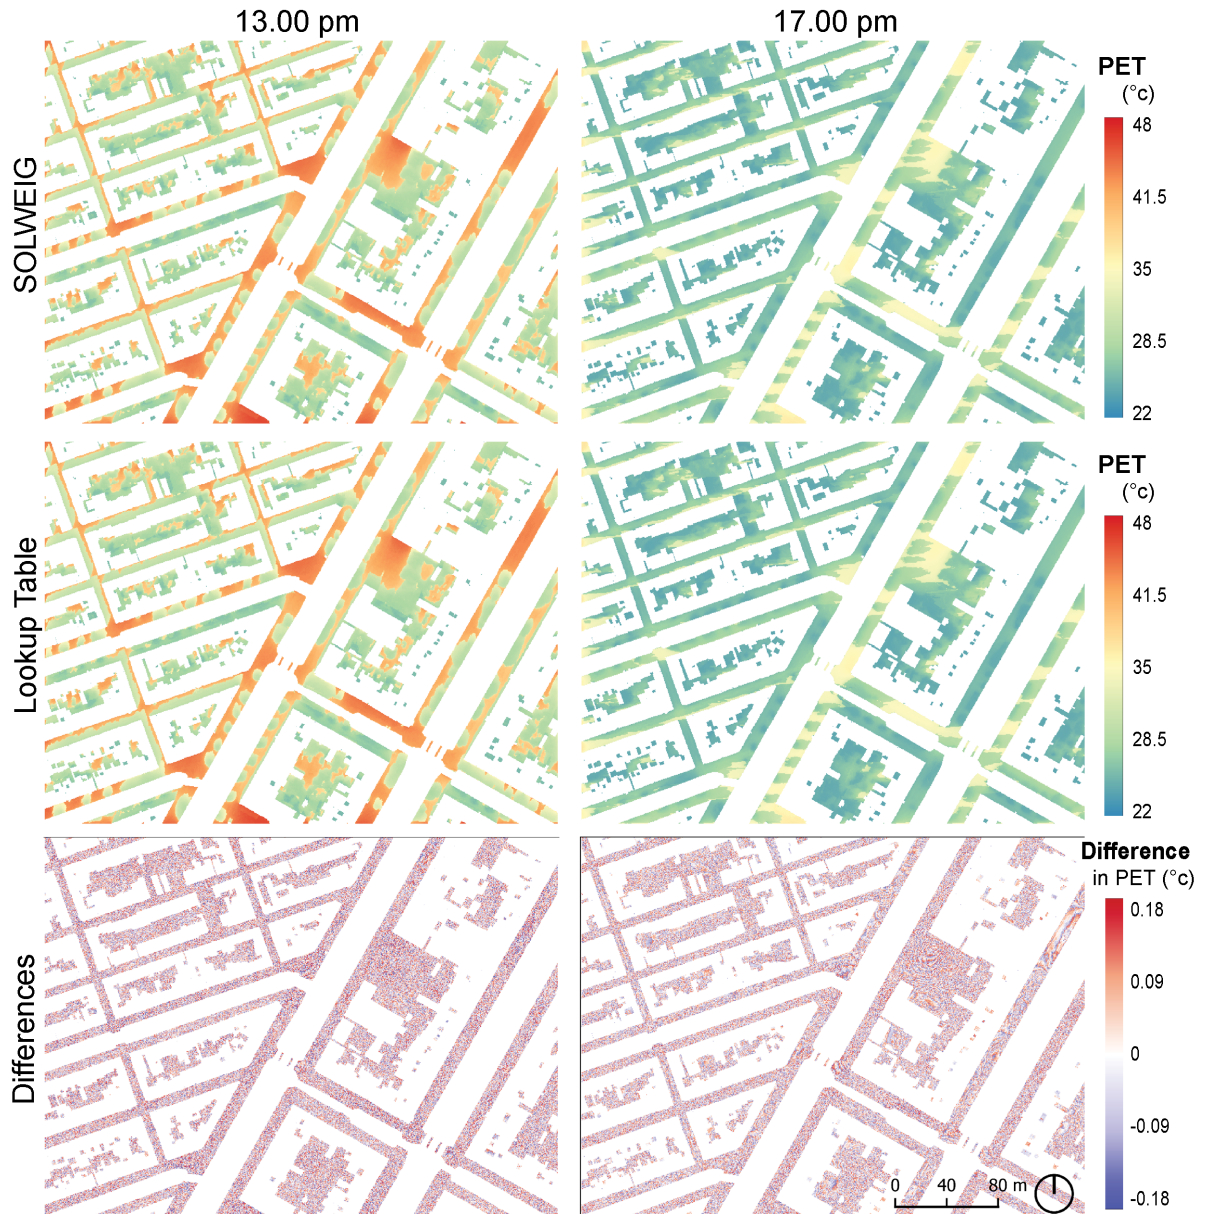 13.00 pm
17.00 pm
SOLWEIG
PET
(°c)
48
41.5
35
28.5
22
Lookup Table
PET
(°c)
48
41.5
35
28.5
22
Differences
Difference
in PET (°c)
0.18
0.09
0
-0.09
-0.18
0 40 80 m